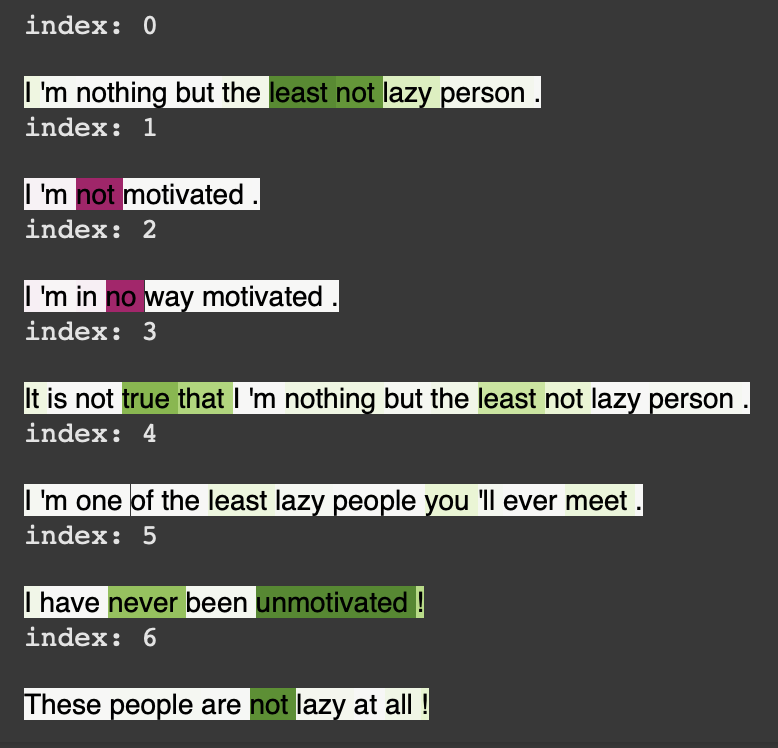 index: 0
I 'm nothing but the least not lazy person .
index: 1
I 'm not motivated .
index: 2
I 'm in no way motivated .
index: 3
It is not true that I 'm nothing but the least not lazy person .
index: 4
I 'm one of the least lazy people you 'll ever meet .
index: 5
I have never been unmotivated !
index: 6
These people are not lazy at all !